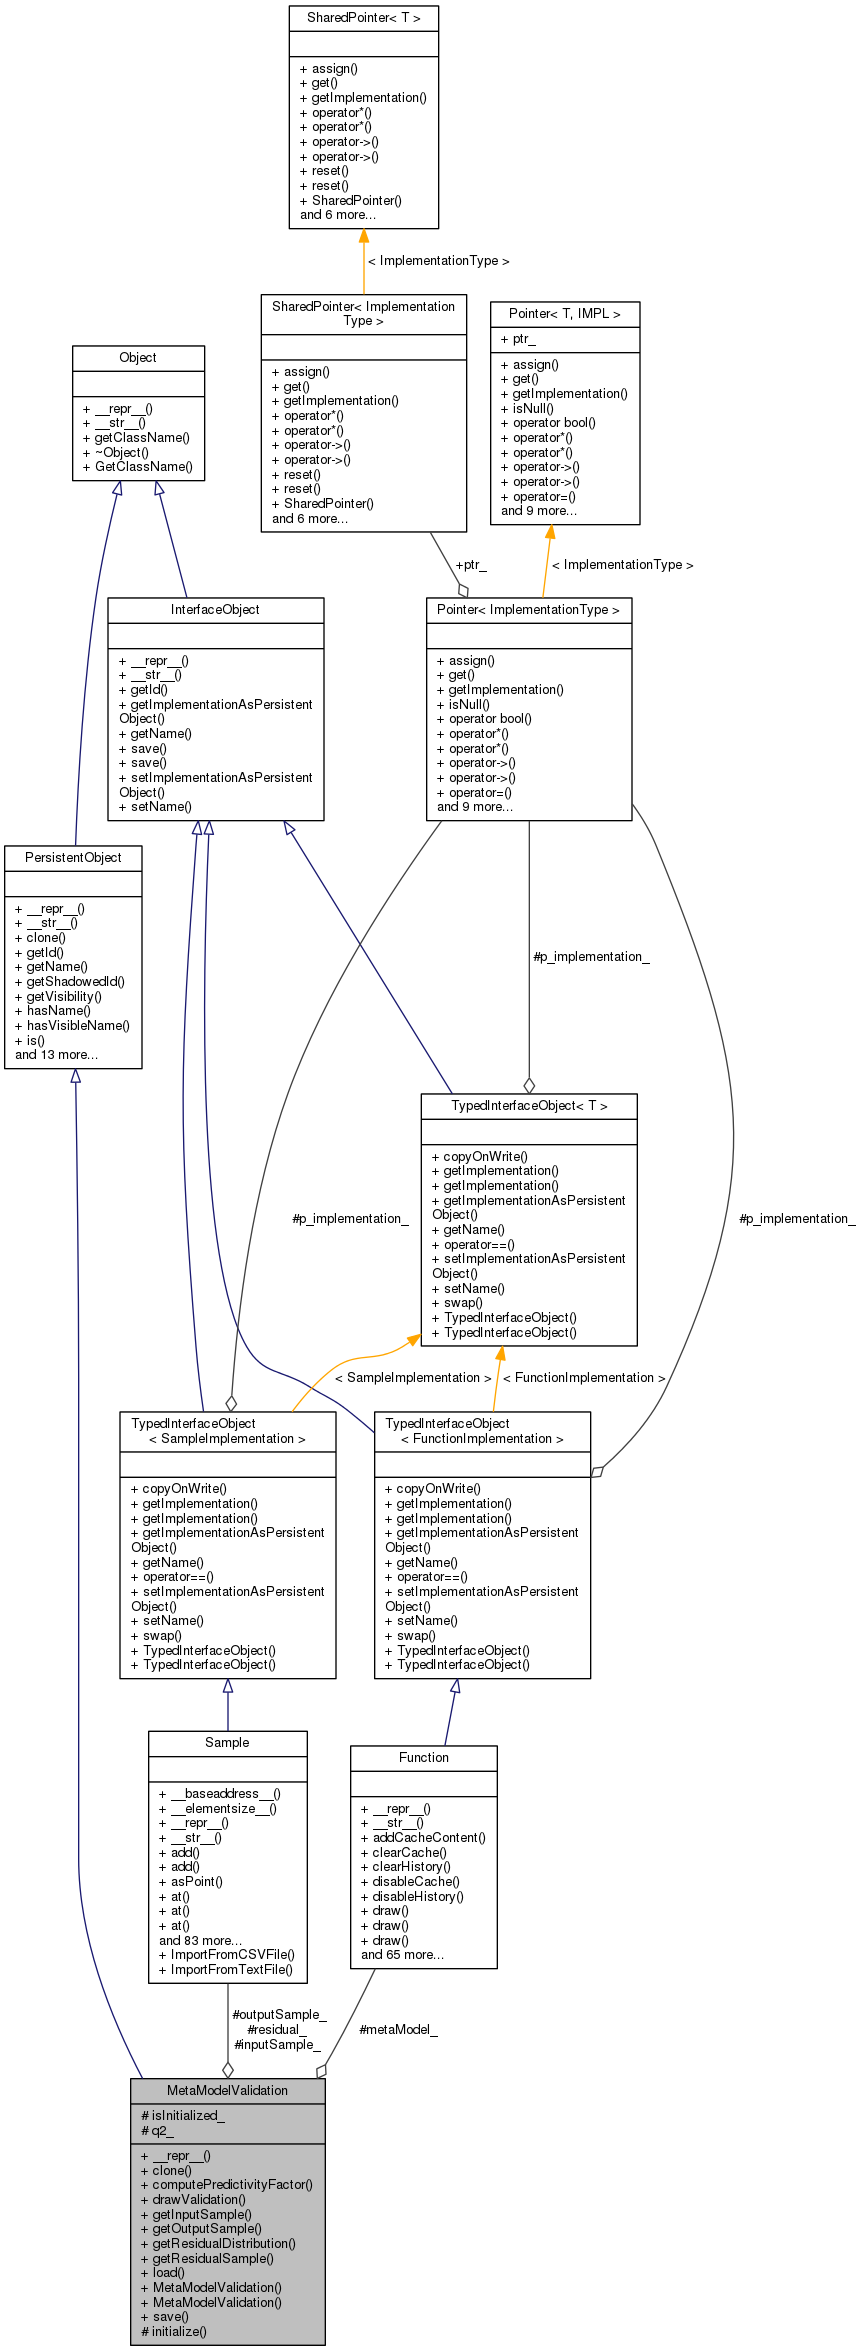 SharedPointer< T >
+ assign()
+ get()
+ getImplementation()
+ operator*()
+ operator*()
+ operator->()
+ operator->()
+ reset()
+ reset()
+ SharedPointer()
and 6 more...
< ImplementationType >
SharedPointer< Implementation
Type >
+ assign()
+ get()
+ getImplementation()
+ operator*()
+ operator*()
+ operator->()
+ operator->()
+ reset()
+ reset()
+ SharedPointer()
and 6 more...
Pointer< T, IMPL >
+ ptr_
+ assign()
+ get()
+ getImplementation()
+ isNull()
+ operator bool()
+ operator*()
+ operator*()
+ operator->()
+ operator->()
+ operator=()
and 9 more...
Object
+ __repr__()
+ __str__()
+ getClassName()
+ ~Object()
+ GetClassName()
+ptr_
< ImplementationType >
InterfaceObject
+ __repr__()
+ __str__()
+ getId()
+ getImplementationAsPersistent
Object()
+ getName()
+ save()
+ save()
+ setImplementationAsPersistent
Object()
+ setName()
Pointer< ImplementationType >
+ assign()
+ get()
+ getImplementation()
+ isNull()
+ operator bool()
+ operator*()
+ operator*()
+ operator->()
+ operator->()
+ operator=()
and 9 more...
PersistentObject
+ __repr__()
+ __str__()
+ clone()
+ getId()
+ getName()
+ getShadowedId()
+ getVisibility()
+ hasName()
+ hasVisibleName()
+ is()
and 13 more...
#p_implementation_
TypedInterfaceObject< T >
+ copyOnWrite()
+ getImplementation()
+ getImplementation()
+ getImplementationAsPersistent
Object()
+ getName()
+ operator==()
+ setImplementationAsPersistent
Object()
+ setName()
+ swap()
+ TypedInterfaceObject()
+ TypedInterfaceObject()
#p_implementation_
#p_implementation_
< SampleImplementation >
< FunctionImplementation >
TypedInterfaceObject
< SampleImplementation >
+ copyOnWrite()
+ getImplementation()
+ getImplementation()
+ getImplementationAsPersistent
Object()
+ getName()
+ operator==()
+ setImplementationAsPersistent
Object()
+ setName()
+ swap()
+ TypedInterfaceObject()
+ TypedInterfaceObject()
TypedInterfaceObject
< FunctionImplementation >
+ copyOnWrite()
+ getImplementation()
+ getImplementation()
+ getImplementationAsPersistent
Object()
+ getName()
+ operator==()
+ setImplementationAsPersistent
Object()
+ setName()
+ swap()
+ TypedInterfaceObject()
+ TypedInterfaceObject()
Sample
+ __baseaddress__()
+ __elementsize__()
+ __repr__()
+ __str__()
+ add()
+ add()
+ asPoint()
+ at()
+ at()
+ at()
and 83 more...
+ ImportFromCSVFile()
+ ImportFromTextFile()
Function
+ __repr__()
+ __str__()
+ addCacheContent()
+ clearCache()
+ clearHistory()
+ disableCache()
+ disableHistory()
+ draw()
+ draw()
+ draw()
and 65 more...
#outputSample_
#residual_
#inputSample_
#metaModel_
MetaModelValidation
# isInitialized_
# q2_
+ __repr__()
+ clone()
+ computePredictivityFactor()
+ drawValidation()
+ getInputSample()
+ getOutputSample()
+ getResidualDistribution()
+ getResidualSample()
+ load()
+ MetaModelValidation()
+ MetaModelValidation()
+ save()
# initialize()